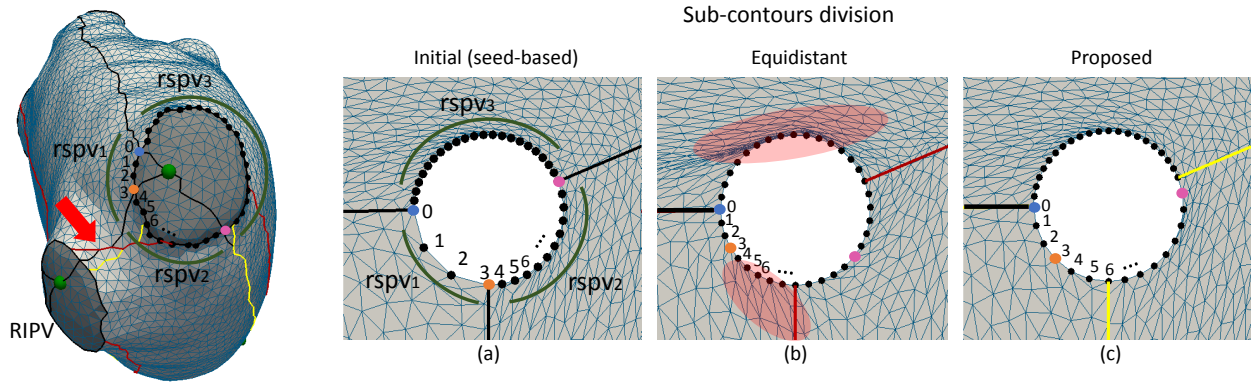 Sub-contours division
Initial (seed-based)
Equidistant
Proposed
rspv3
rspv1
0
1
2
3
4
5
6
...
rspv2
RIPV
rspv3
0
1
2
3
4
5
6
...
rspv1
rspv2
(a)
0
1
2
3
4
5
6
...
(b)
0
1
2
3
4
5
6
...
(c)